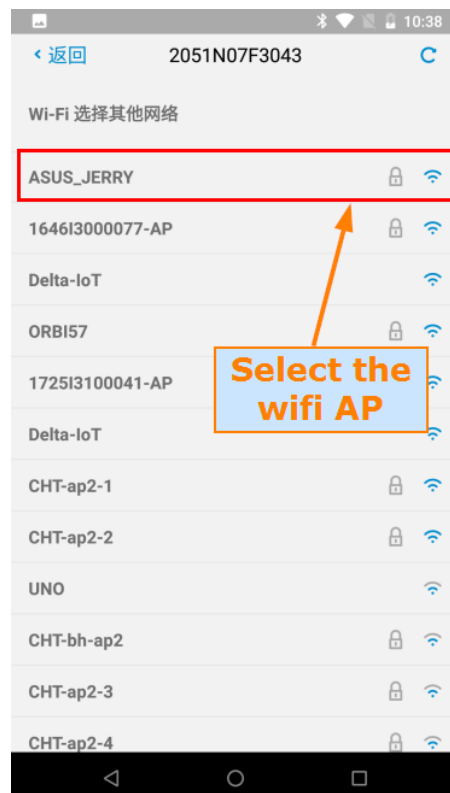 10:38
返回
2051N07F3043
Wi-Fi 选择其他网络
ASUS_JERRY
1646I3000077-AP
Delta-IoT
ORBI57
1725I3100041-AP
Select the
wifi AP
Delta-IoT
CHT-ap2-1
CHT-ap2-2
UNO
CHT-bh-ap2
CHT-ap2-3
CHT-ap2-4